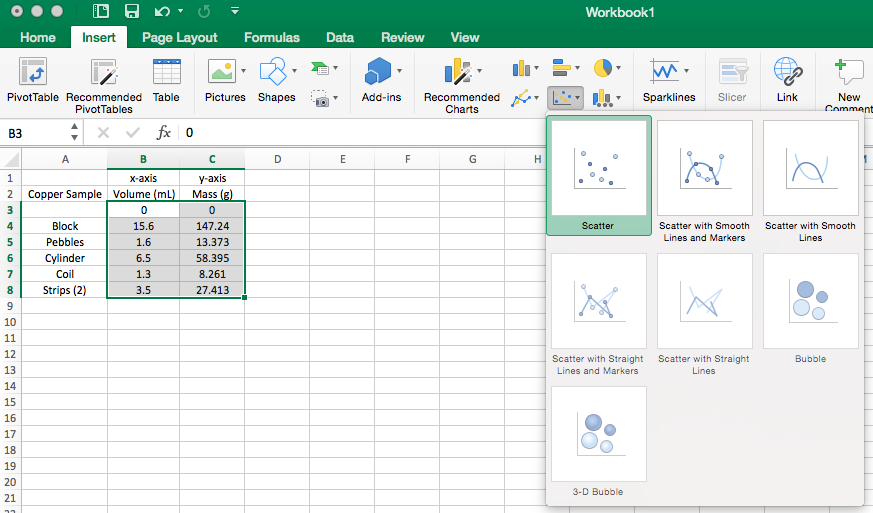 Workbook1
Home Insert Page Layout Formulas Data Review View
PivotTable Recommended PivotTables Table Pictures Shapes Add-ins Recommended Charts Sparklines Slicer Link New Comment
B3 fx 0
A B C D E F G H
1 x-axis y-axis
2 Copper Sample Volume (mL) Mass (g)
3 0 0
4 Block 15.6 147.24
5 Pebbles 1.6 13.373
6 Cylinder 6.5 58.395
7 Coil 1.3 8.261
8 Strips (2) 3.5 27.413
9
10
11
12
13
14
15
16
17
18
19
20
21
Scatter
Scatter with Smooth Lines and Markers
Scatter with Smooth Lines
Scatter with Straight Lines and Markers
Scatter with Straight Lines
Bubble
3-D Bubble